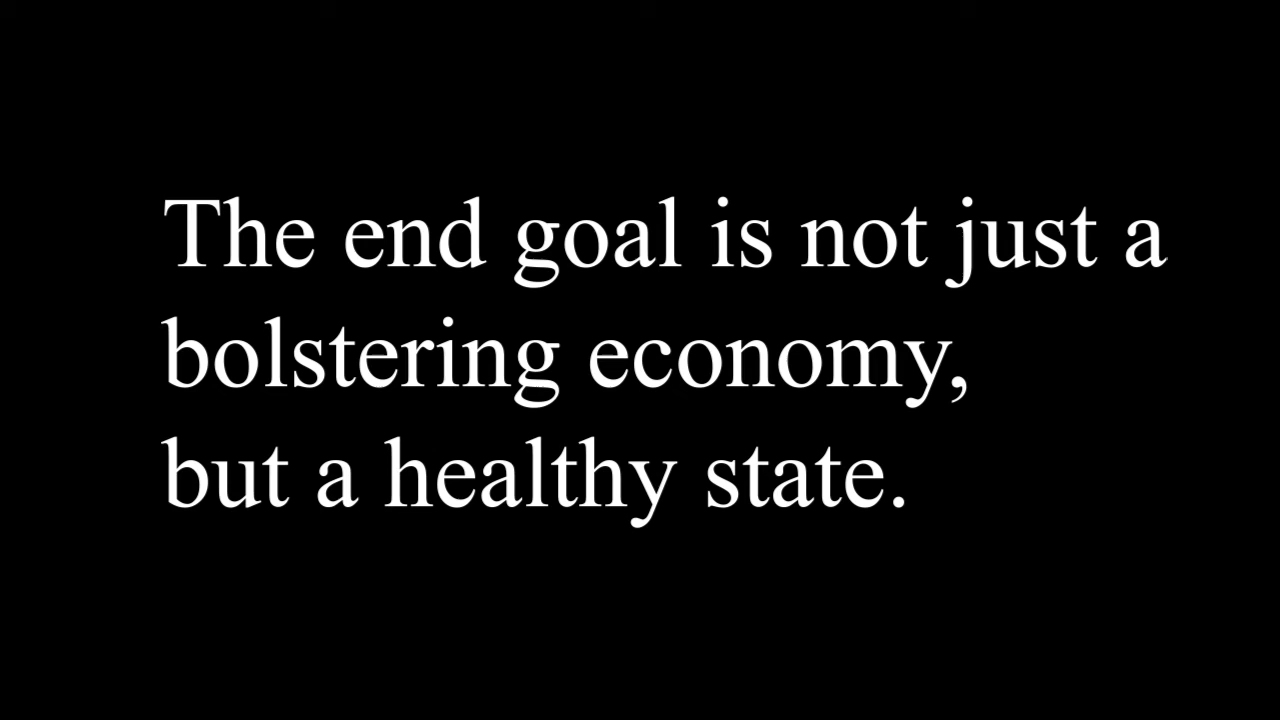 The end goal is not just a
bolstering economy,
but a healthy state.